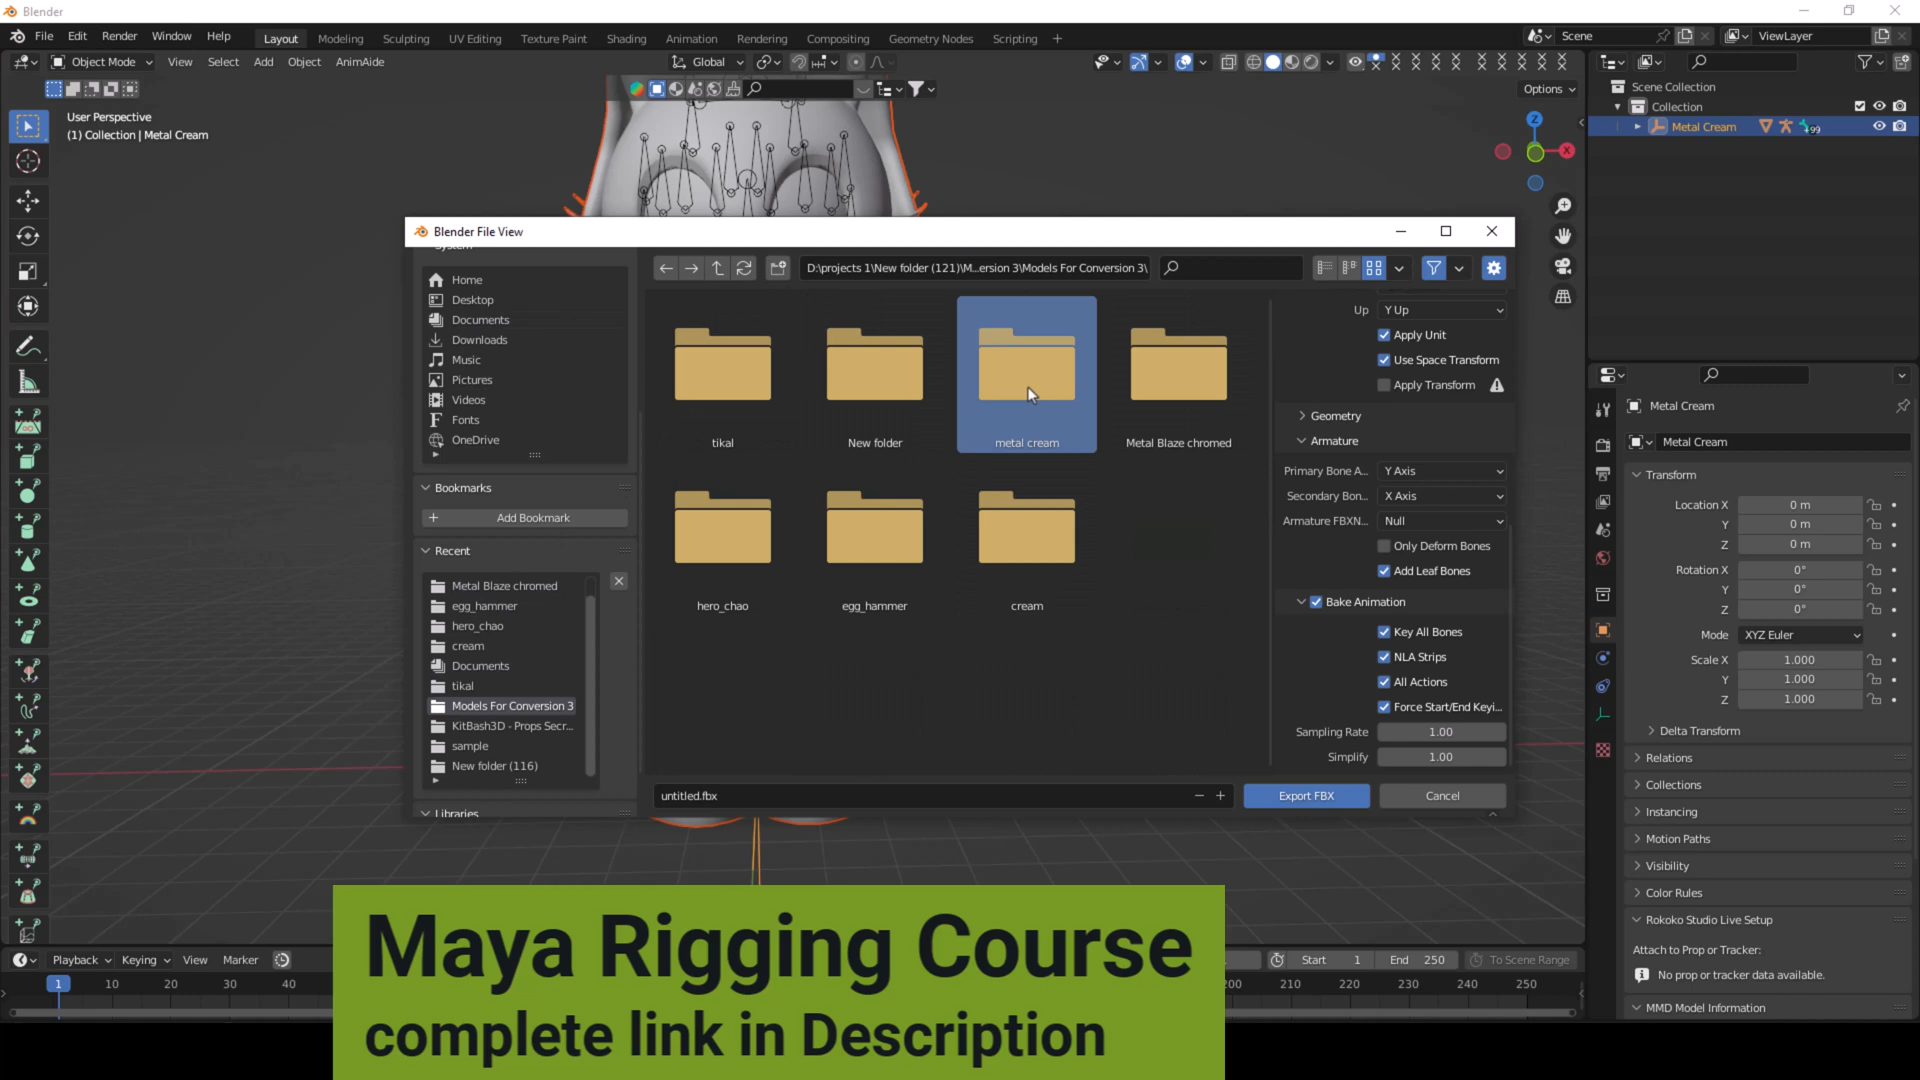 Blender
File Edit Render Window Help Layout Modeling Sculpting UV Editing Texture Paint Shading Animation Rendering Compositing Geometry Nodes Scripting + Scene ViewLayer
Object Mode View Select Add Object AnimAide Global
Options
User Perspective
(1) Collection | Metal Cream
Z
X
Scene Collection
Collection
Metal Cream 99
Blender File View
System
Home
Desktop
Documents
Downloads
Music
Pictures
Videos
Fonts
OneDrive
Bookmarks
Add Bookmark
Recent
Metal Blaze chromed
egg_hammer
hero_chao
cream
Documents
tikal
Models For Conversion 3
KitBash3D - Props Secr...
sample
New folder (116)
Libraries
D:\projects 1\New folder (121)\M...ersion 3\Models For Conversion 3\
tikal
New folder
metal cream
Metal Blaze chromed
hero_chao
egg_hammer
cream
Up Y Up
Apply Unit
Use Space Transform
Apply Transform
Geometry
Armature
Primary Bone A... Y Axis
Secondary Bon... X Axis
Armature FBXN... Null
Only Deform Bones
Add Leaf Bones
Bake Animation
Key All Bones
NLA Strips
All Actions
Force Start/End Keyi...
Sampling Rate 1.00
Simplify 1.00
untitled.fbx
Export FBX
Cancel
Metal Cream
Metal Cream
Transform
Location X 0 m
Y 0 m
Z 0 m
Rotation X 0°
Y 0°
Z 0°
Mode XYZ Euler
Scale X 1.000
Y 1.000
Z 1.000
Delta Transform
Relations
Collections
Instancing
Motion Paths
Visibility
Color Rules
Rokoko Studio Live Setup
Attach to Prop or Tracker:
No prop or tracker data available.
MMD Model Information
Playback Keying View Marker
Start 1 End 250 To Scene Range
1 10 20 30 40 200 210 220 230 240 250
Maya Rigging Course
complete link in Description